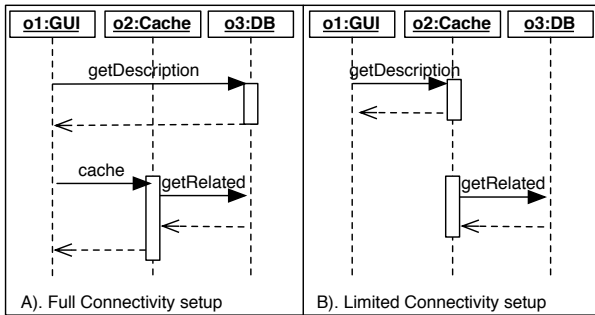 o1:GUI o2:Cache o3:DB
getDescription
cache
getRelated
A). Full Connectivity setup
o1:GUI o2:Cache o3:DB
getDescription
getRelated
B). Limited Connectivity setup